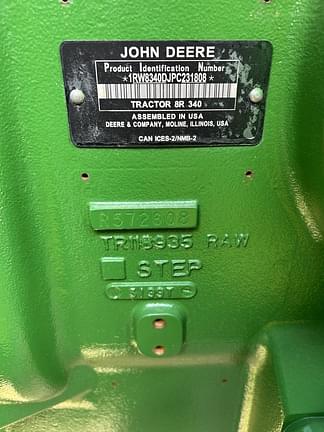 JOHN DEERE
Product Identification Number
*1RW8340DJPC231808*
TRACTOR 8R 340
ASSEMBLED IN USA
DEERE & COMPANY, MOLINE, ILLINOIS, USA
CAN ICES-2/NMB-2
R572808
TR118935 RAW
STEP